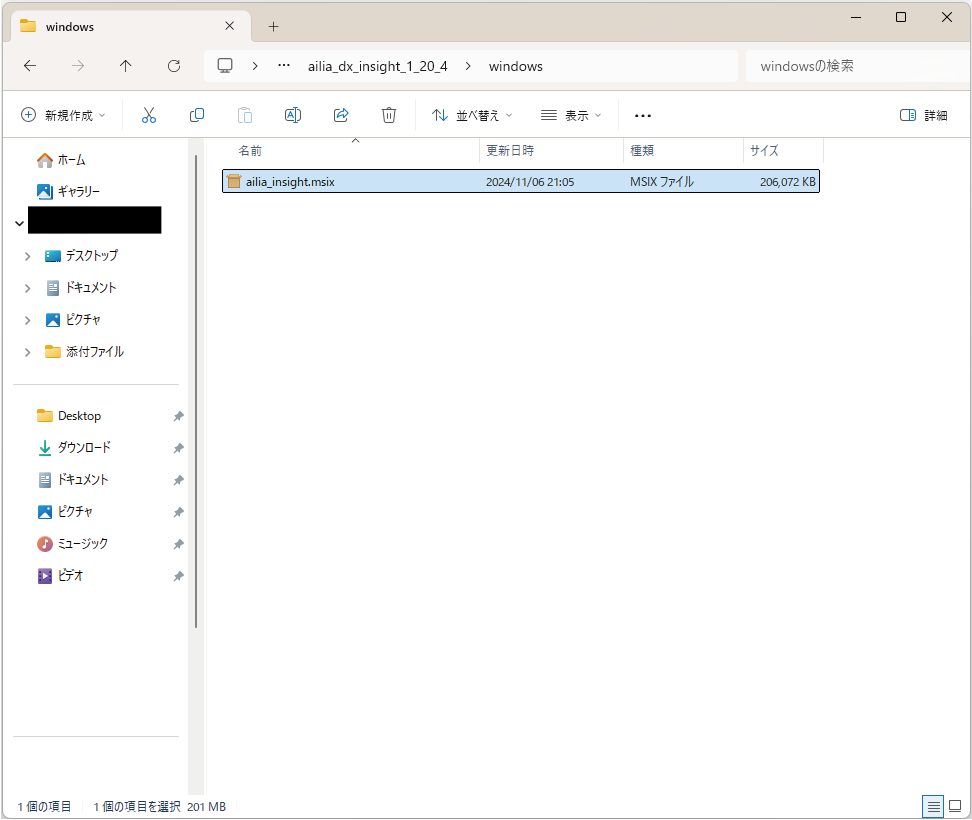 windows
ailia_dx_insight_1_20_4 windows windowsの検索
新規作成 並べ替え 表示 詳細
名前 更新日時 種類 サイズ
ailia_insight.msix 2024/11/06 21:05 MSIX ファイル 206,072 KB
ホーム
ギャラリー
デスクトップ
ドキュメント
ピクチャ
添付ファイル
Desktop
ダウンロード
ドキュメント
ピクチャ
ミュージック
ビデオ
1 個の項目 1 個の項目を選択 201 MB